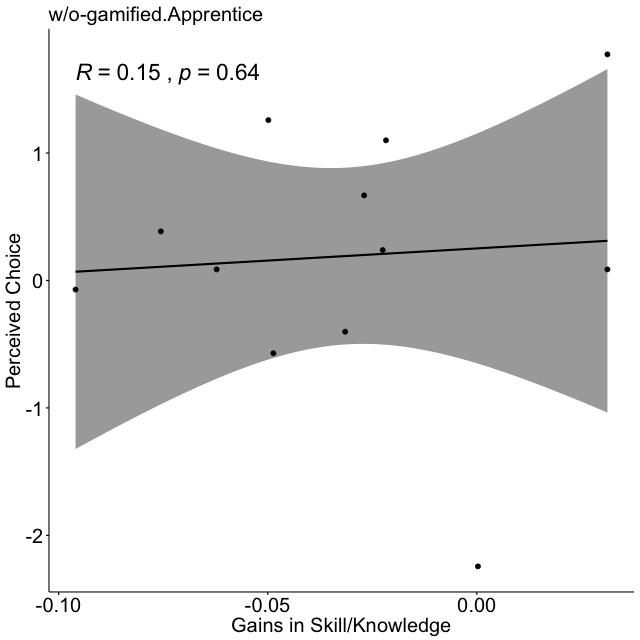 w/o-gamified.Apprentice
R = 0.15 , p = 0.64
Perceived Choice
1
0
-1
-2
-0.10
-0.05
0.00
Gains in Skill/Knowledge